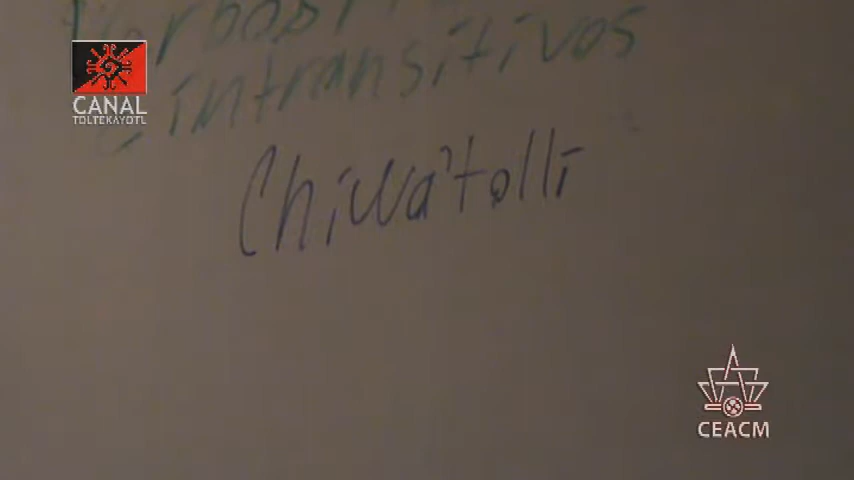 intransitivos
Chiwa'tolli
CANAL
TOLTEKAYOTL
CEACM